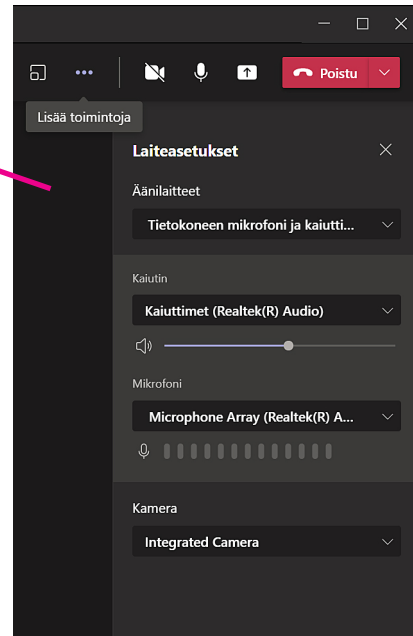 Poistu
Lisää toimintoja
Laiteasetukset
Äänilaitteet
Tietokoneen mikrofoni ja kaiutti...
Kaiutin
Kaiuttimet (Realtek(R) Audio)
Mikrofoni
Microphone Array (Realtek(R) A...
Kamera
Integrated Camera